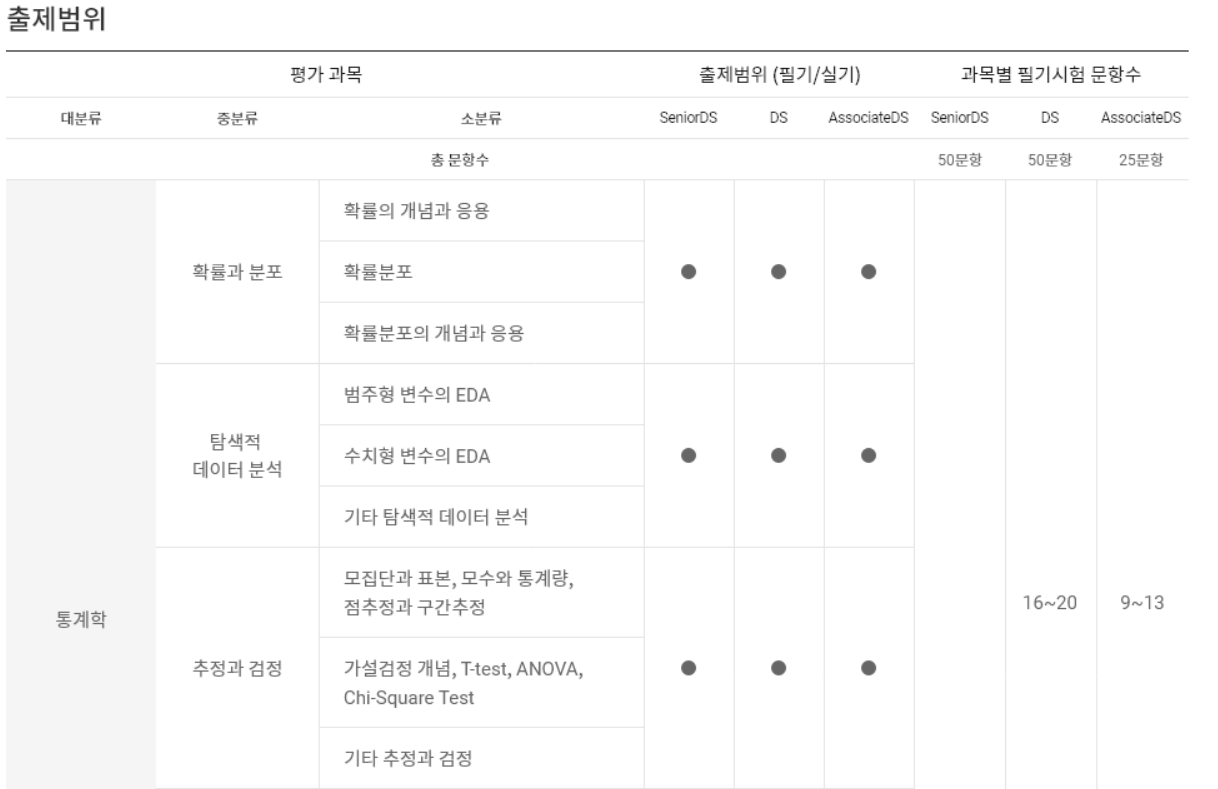 출제범위
평가 과목 출제범위 (필기/실기) 과목별 필기시험 문항수
대분류 중분류 소분류 SeniorDS DS AssociateDS SeniorDS DS AssociateDS
총 문항수 50문항 50문항 25문항
확률의 개념과 응용
확률과 분포 확률분포 ● ● ●
확률분포의 개념과 응용
범주형 변수의 EDA
탐색적
데이터 분석
수치형 변수의 EDA ● ● ●
기타 탐색적 데이터 분석
모집단과 표본, 모수와 통계량,
점추정과 구간추정
16~20 9~13
통계학
추정과 검정
가설검정 개념, T-test, ANOVA,
Chi-Square Test
● ● ●
기타 추정과 검정